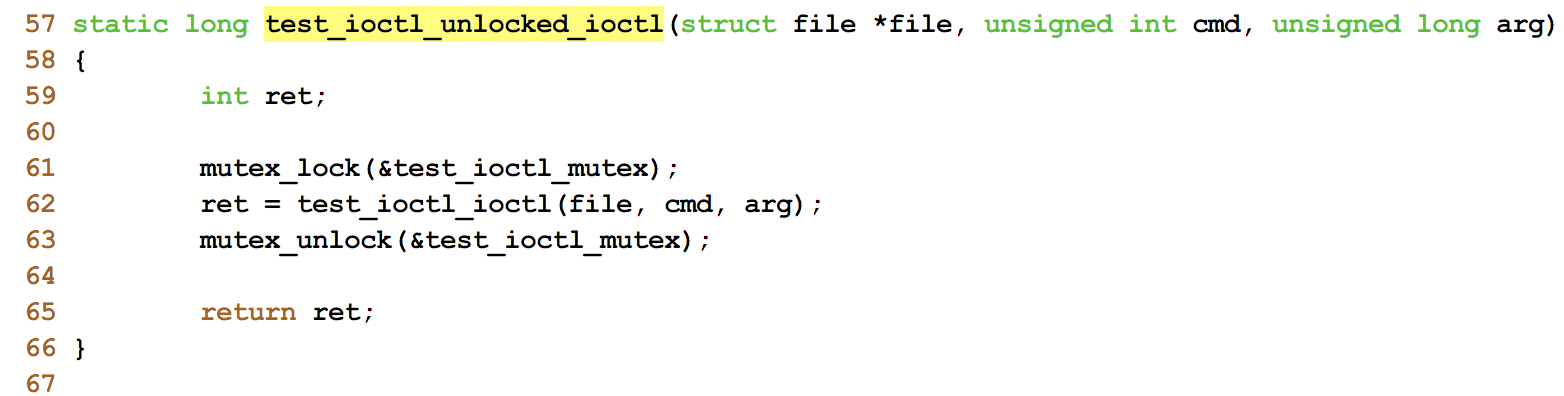 57 static long test_ioctl_unlocked_ioctl(struct file *file, unsigned int cmd, unsigned long arg)
58 {
59         int ret;
60
61         mutex_lock(&test_ioctl_mutex);
62         ret = test_ioctl_ioctl(file, cmd, arg);
63         mutex_unlock(&test_ioctl_mutex);
64
65         return ret;
66 }
67